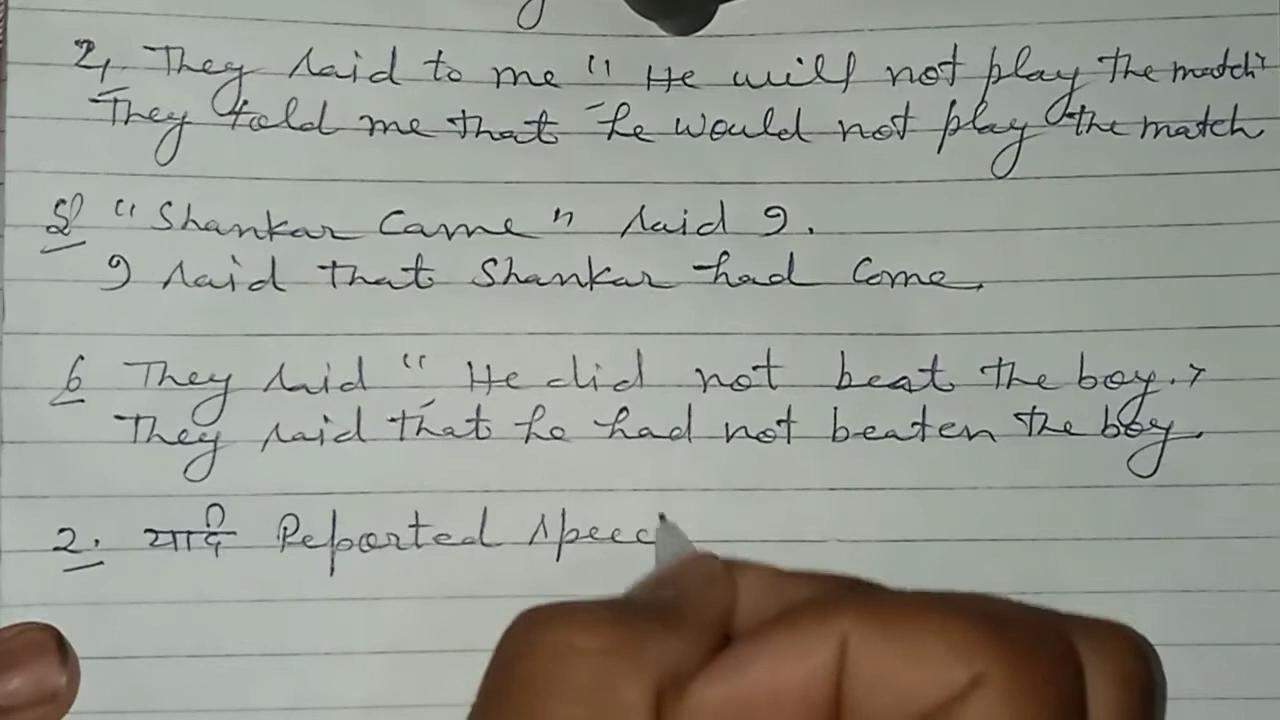 4, They said to me "He will not play the match"
They told me that he would not play the match
5 "Shankar came" said I.
I said that Shankar had come.
6 They said "He did not beat the boy."
They said that he had not beaten the boy.
2. यदि Reported speec